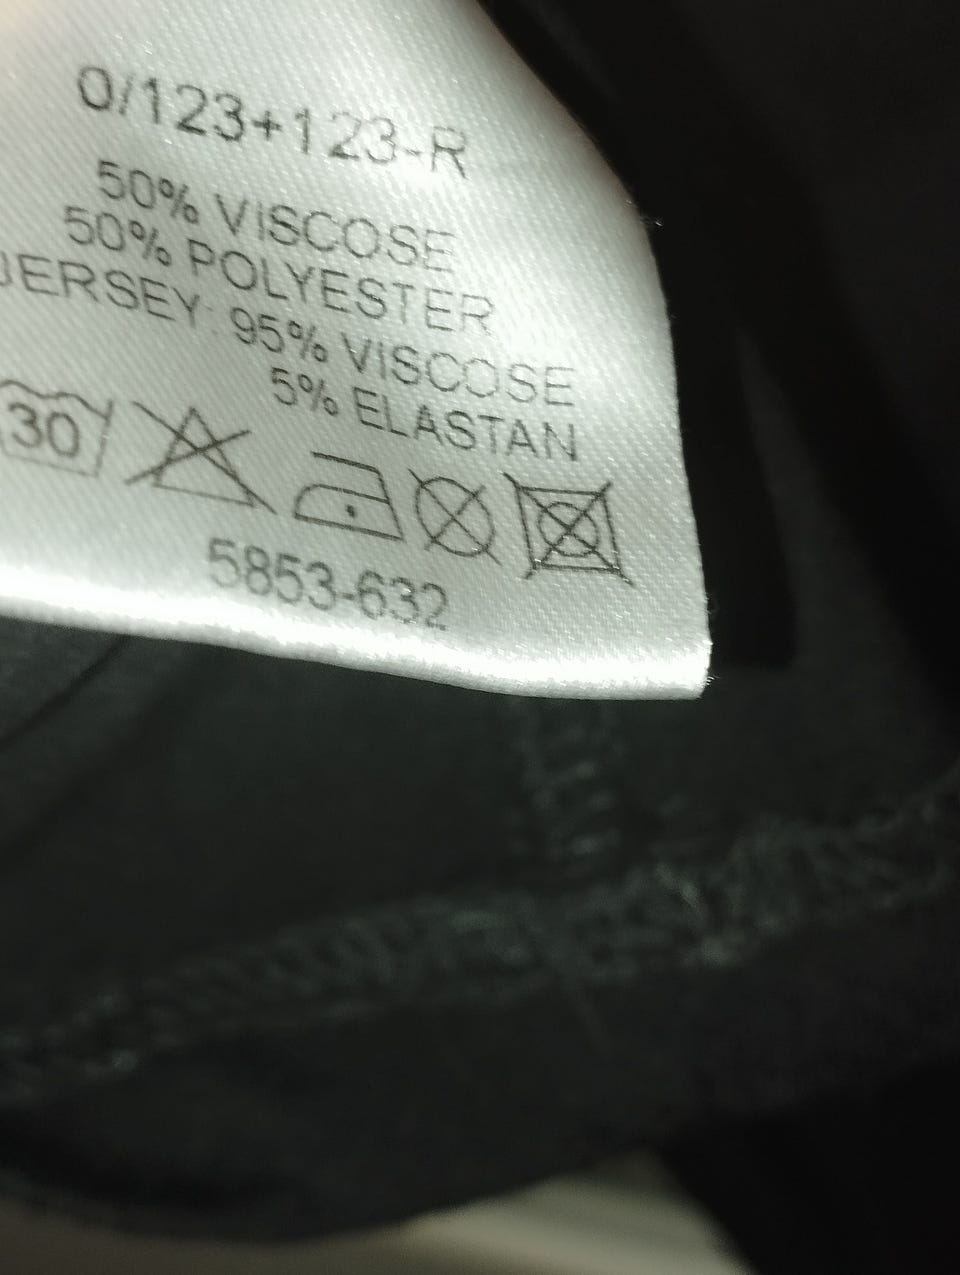 0/123+123-R
50% VISCOSE
50% POLYESTER
JERSEY: 95% VISCOSE
5% ELASTAN
30
5853-632